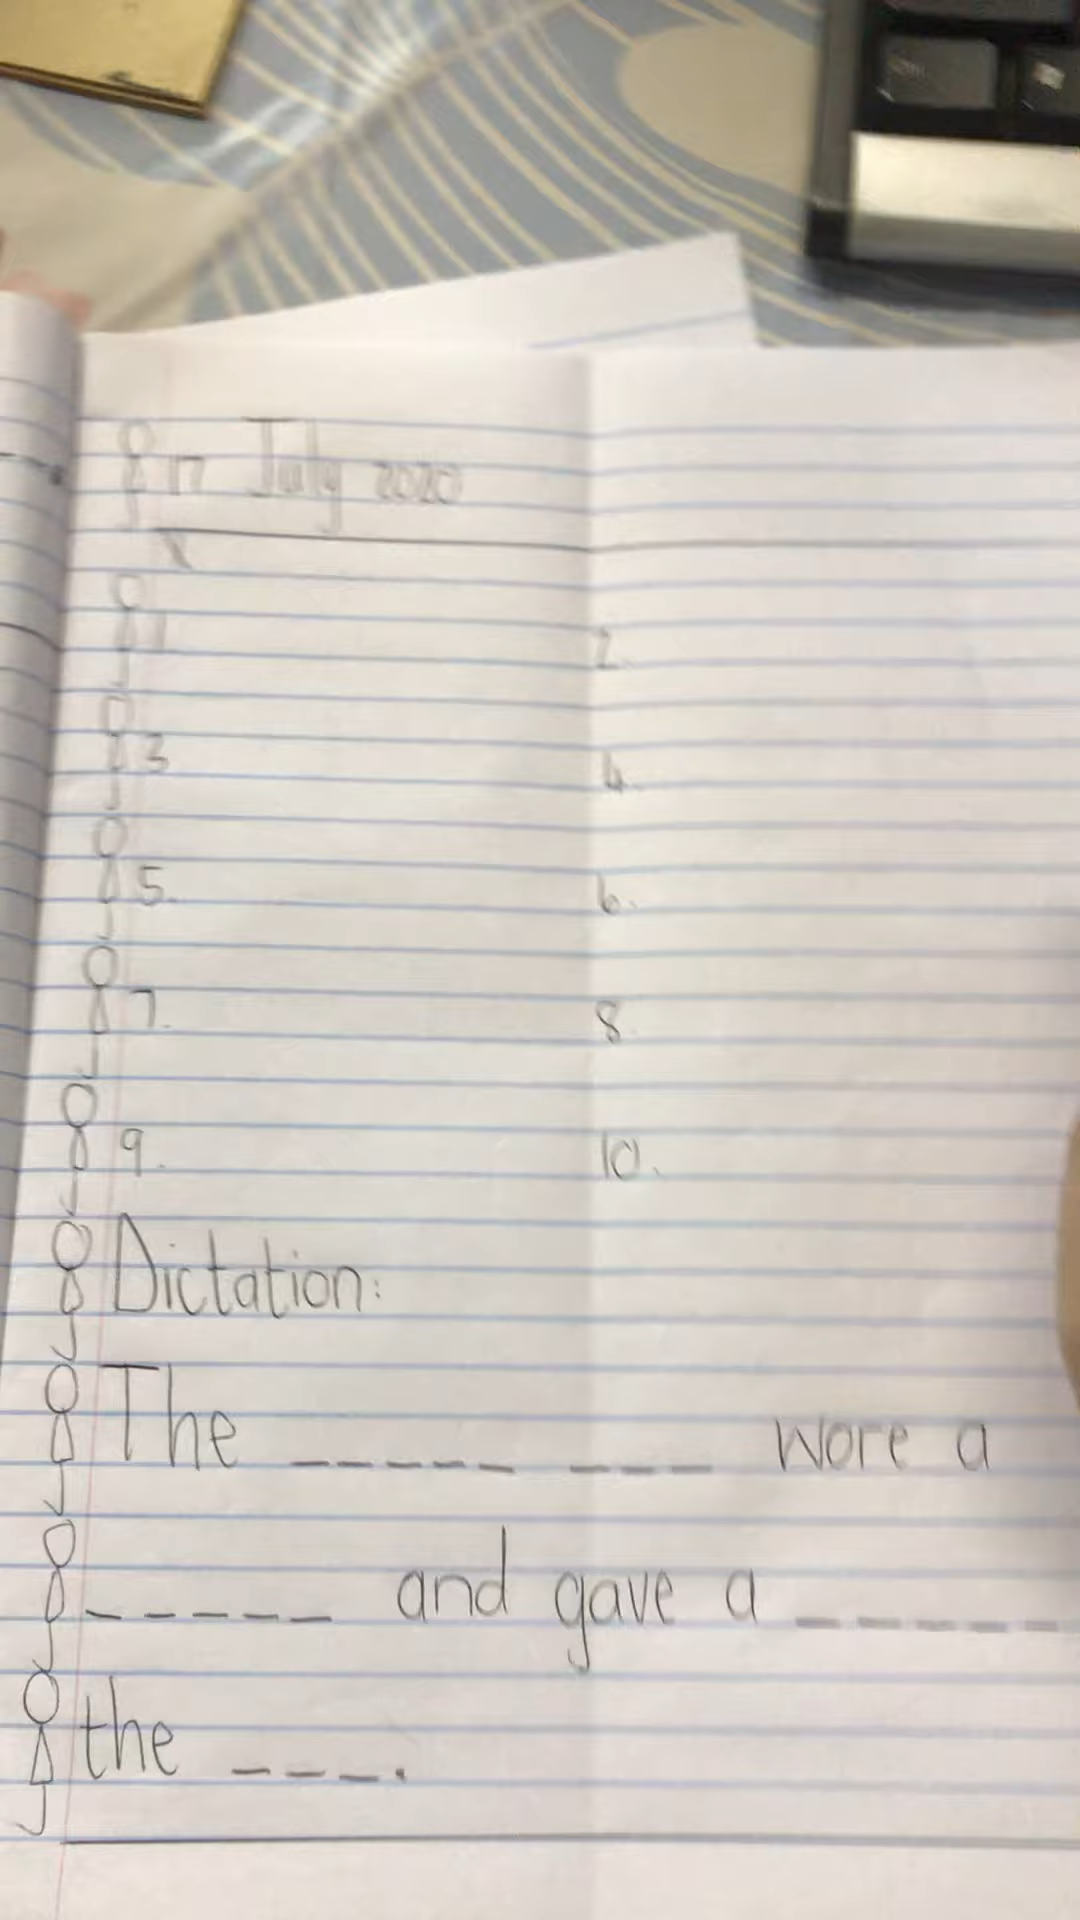 17 July 2020
1
2.
3
4.
5.
6.
7.
8.
9.
10.
Dictation:
The _____ ___ wore a
_____ and gave a _____
the ___.